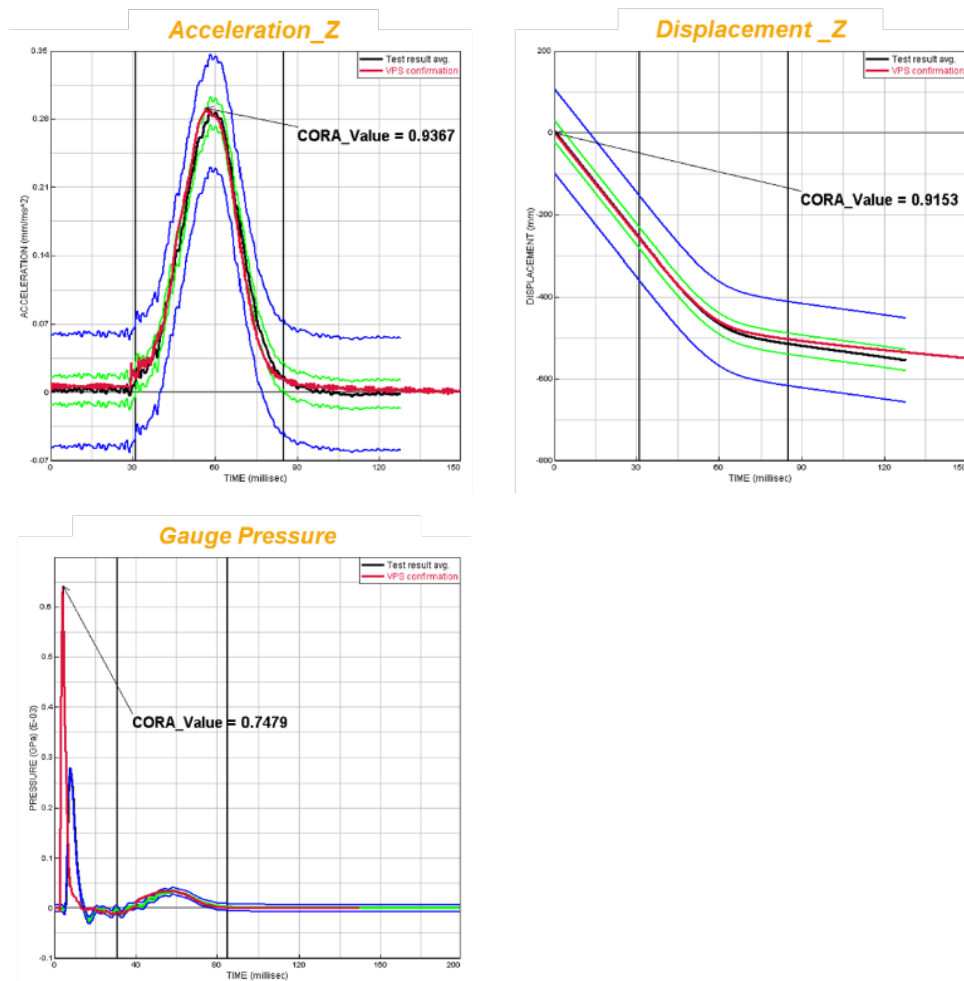 Acceleration_Z
0.35
Test result avg.
VPS confirmation
0.28
CORA_Value = 0.9367
0.21
ACCELERATION (mm/ms^2)
0.14
0.07
0
-0.07
0 30 60 90 120 150
TIME (millisec)
Displacement _Z
200
Test result avg.
VPS confirmation
0
CORA_Value = 0.9153
-200
DISPLACEMENT (mm)
-400
-600
-800
0 30 60 90 120 150
TIME (millisec)
Gauge Pressure
Test result avg.
VPS confirmation
0.6
0.5
0.4
CORA_Value = 0.7479
0.3
PRESSURE (GPa) (E-03)
0.2
0.1
0
-0.1
0 40 80 120 160 200
TIME (millisec)